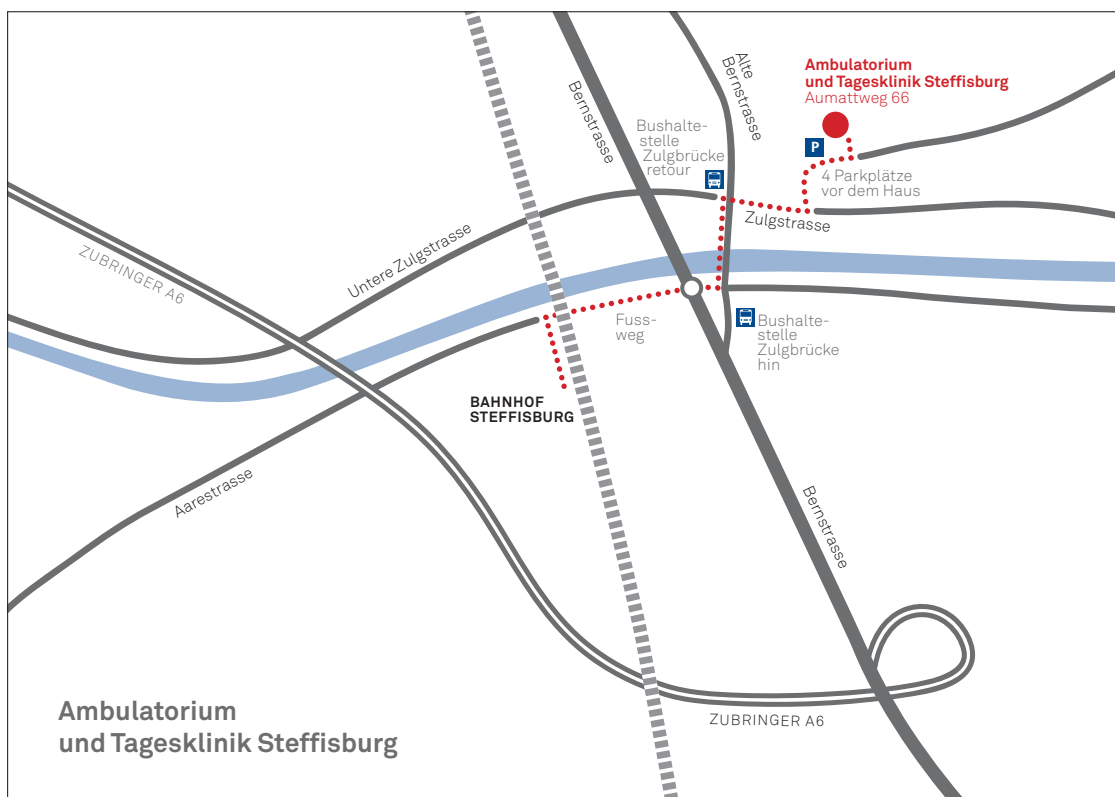 Ambulatorium
und Tagesklinik Steffisburg
Aumattweg 66
Alte
Bernstrasse
Bernstrasse
Bushalte-
stelle
Zulgbrücke
retour
P
4 Parkplätze
vor dem Haus
Zulgstrasse
Untere Zulgstrasse
ZUBRINGER A6
Fuss-
weg
Bushalte-
stelle
Zulgbrücke
hin
BAHNHOF
STEFFISBURG
Aarestrasse
Bernstrasse
ZUBRINGER A6
Ambulatorium
und Tagesklinik Steffisburg